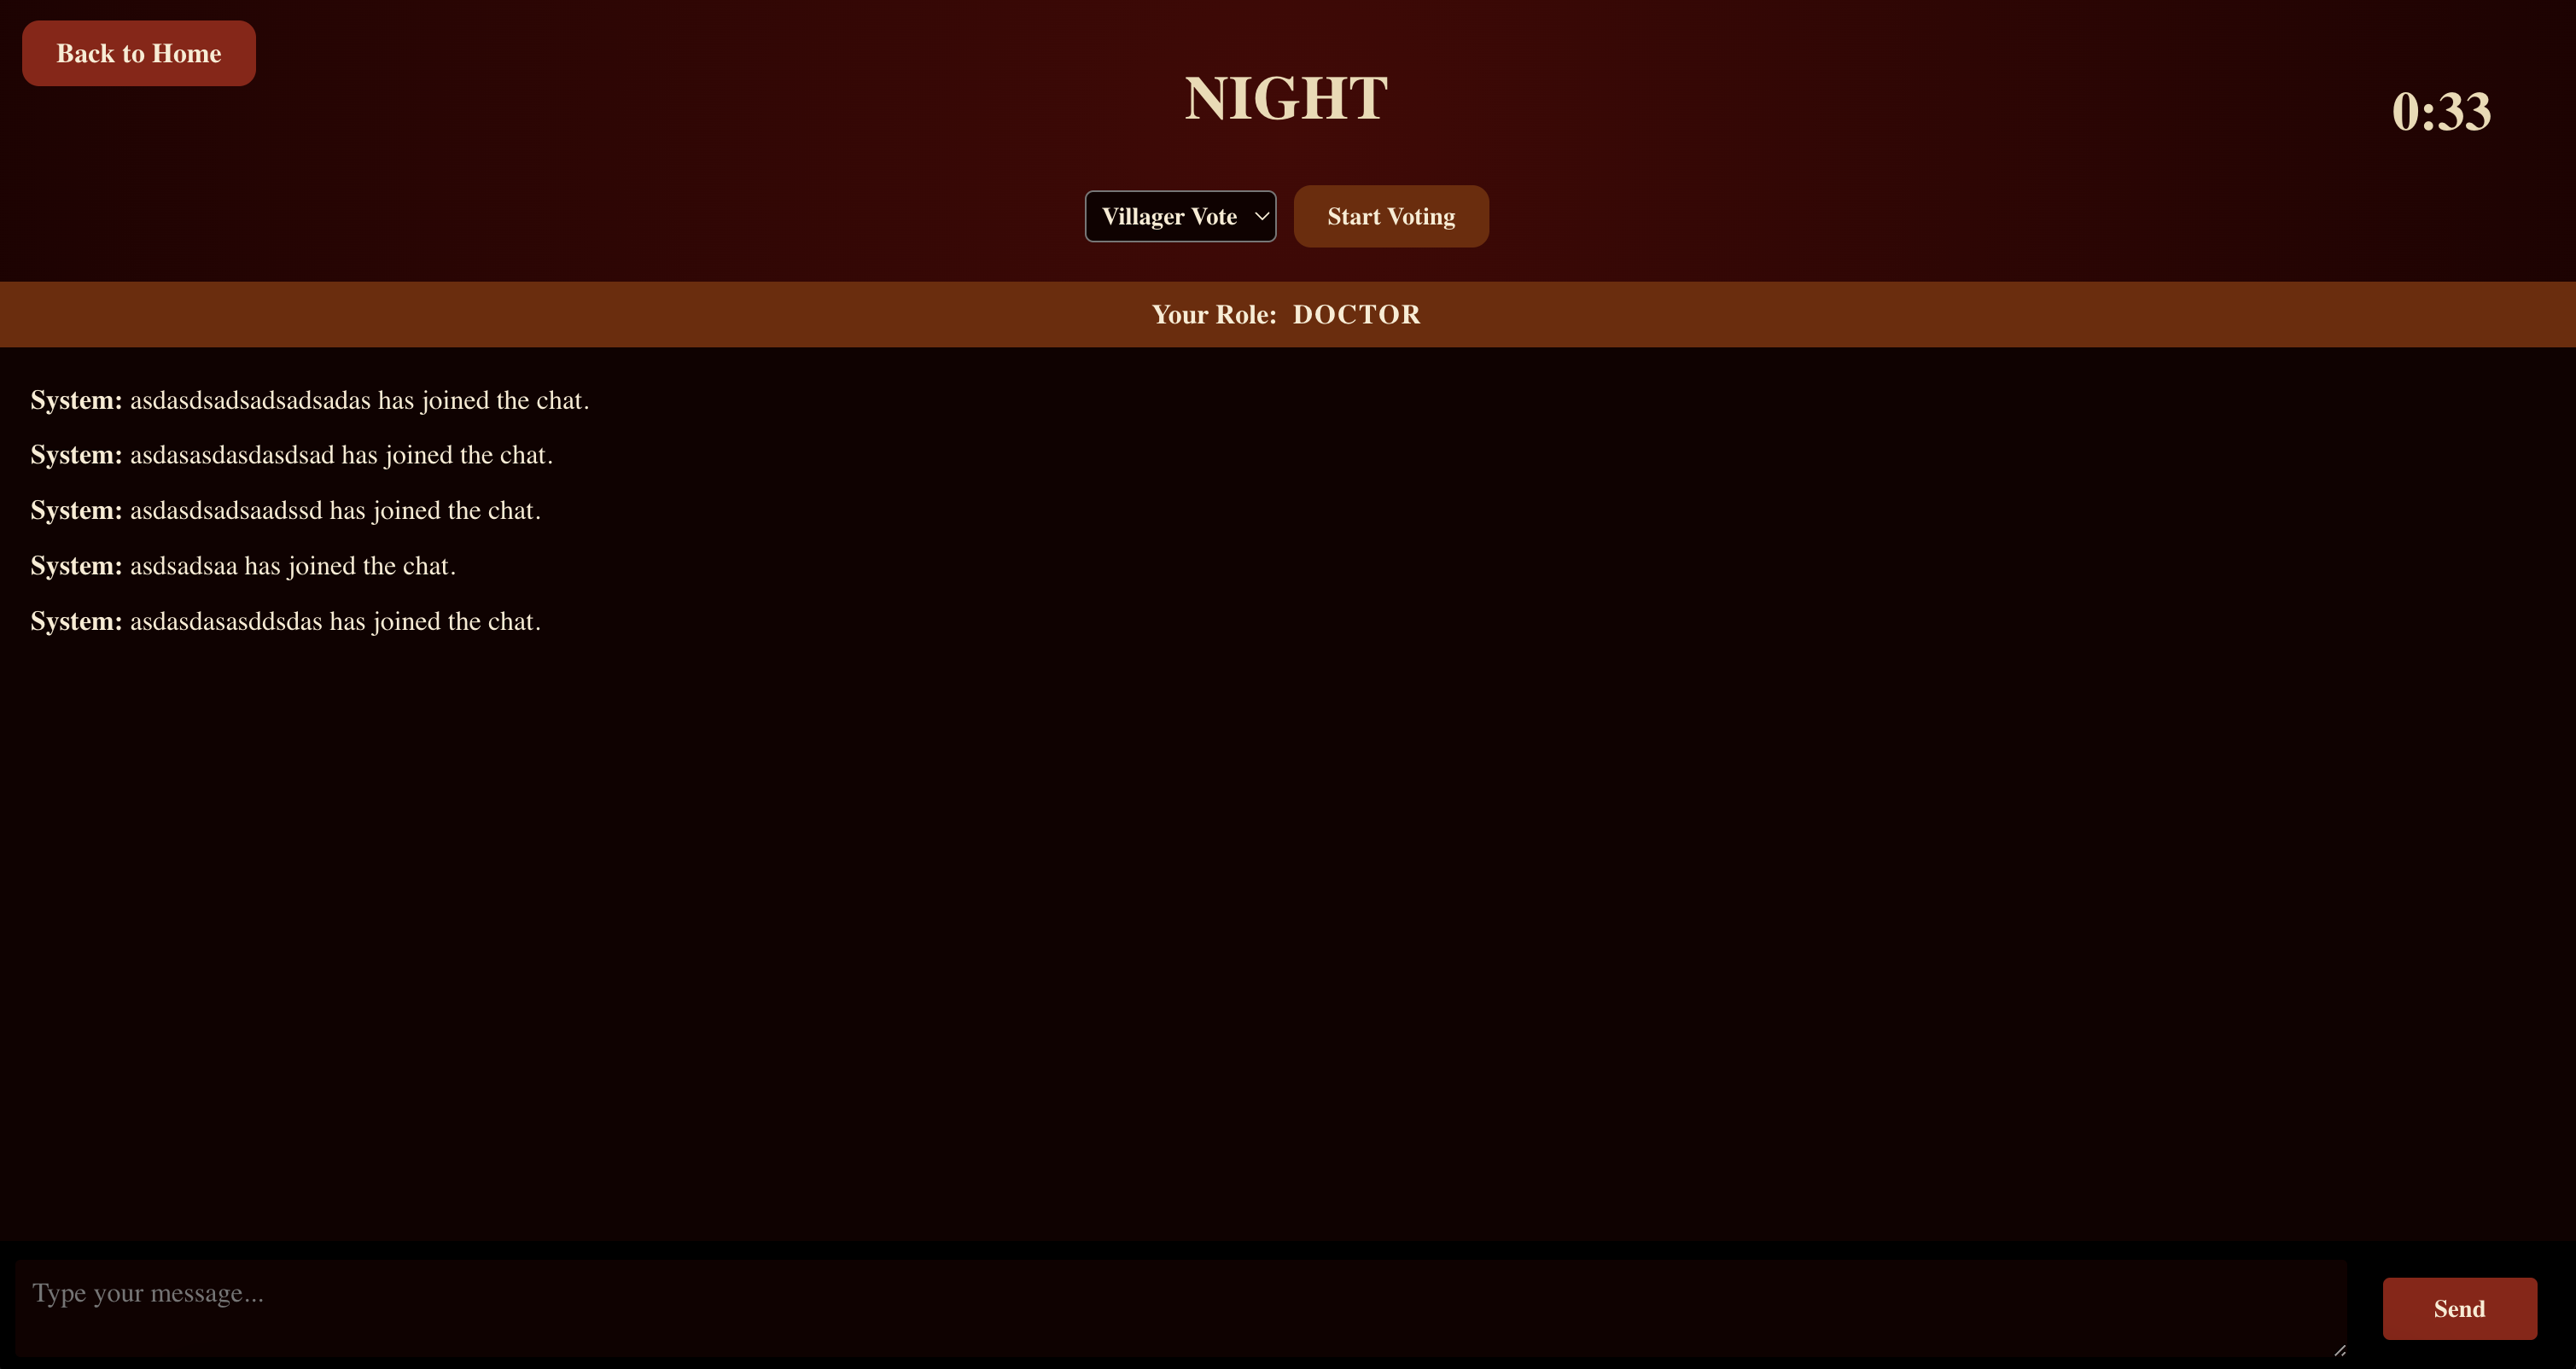 Back to Home
NIGHT
0:33
Villager Vote
Start Voting
Your Role: DOCTOR
System: asdasdsadsadsadsadas has joined the chat.
System: asdasasdasdasdsad has joined the chat.
System: asdasdsadsaadssd has joined the chat.
System: asdsadsaa has joined the chat.
System: asdasdasasddsdas has joined the chat.
Type your message...
Send